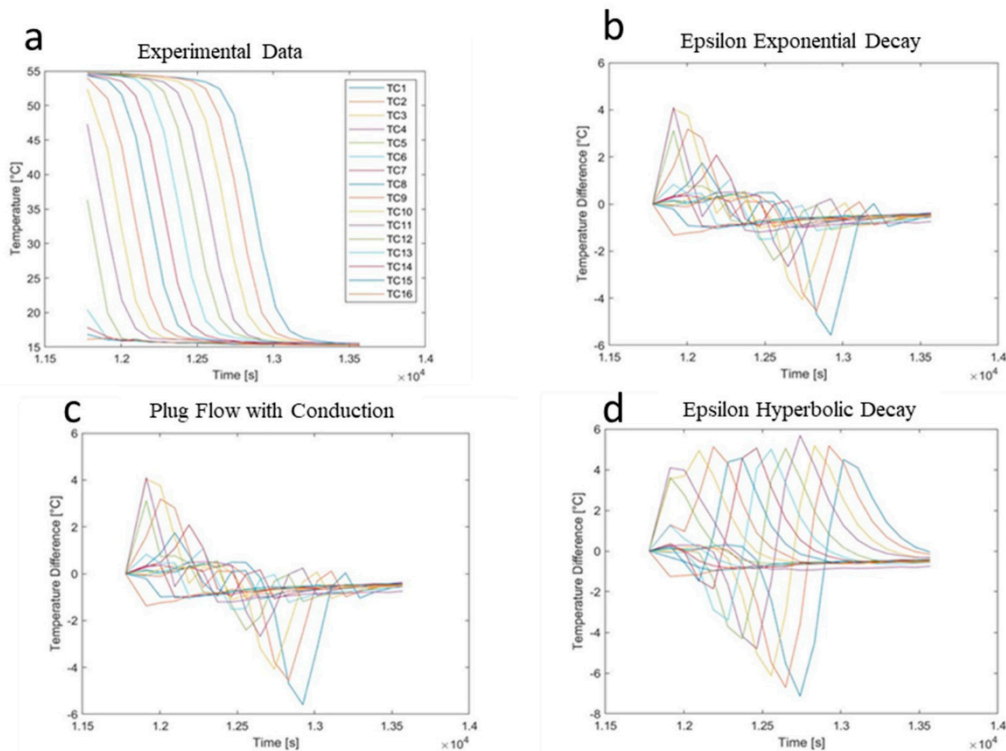 a
Experimental Data
55
50
45
40
35
30
25
20
15
Temperature [°C]
1.15
1.2
1.25
1.3
1.35
1.4
Time [s]
×10⁴
TC1
TC2
TC3
TC4
TC5
TC6
TC7
TC8
TC9
TC10
TC11
TC12
TC13
TC14
TC15
TC16
b
Epsilon Exponential Decay
6
4
2
0
-2
-4
-6
Temperature Difference [°C]
1.15
1.2
1.25
1.3
1.35
1.4
Time [s]
×10⁴
c
Plug Flow with Conduction
6
4
2
0
-2
-4
-6
Temperature Difference [°C]
1.15
1.2
1.25
1.3
1.35
1.4
Time [s]
×10⁴
d
Epsilon Hyperbolic Decay
6
4
2
0
-2
-4
-6
-8
Temperature Difference [°C]
1.15
1.2
1.25
1.3
1.35
1.4
Time [s]
×10⁴